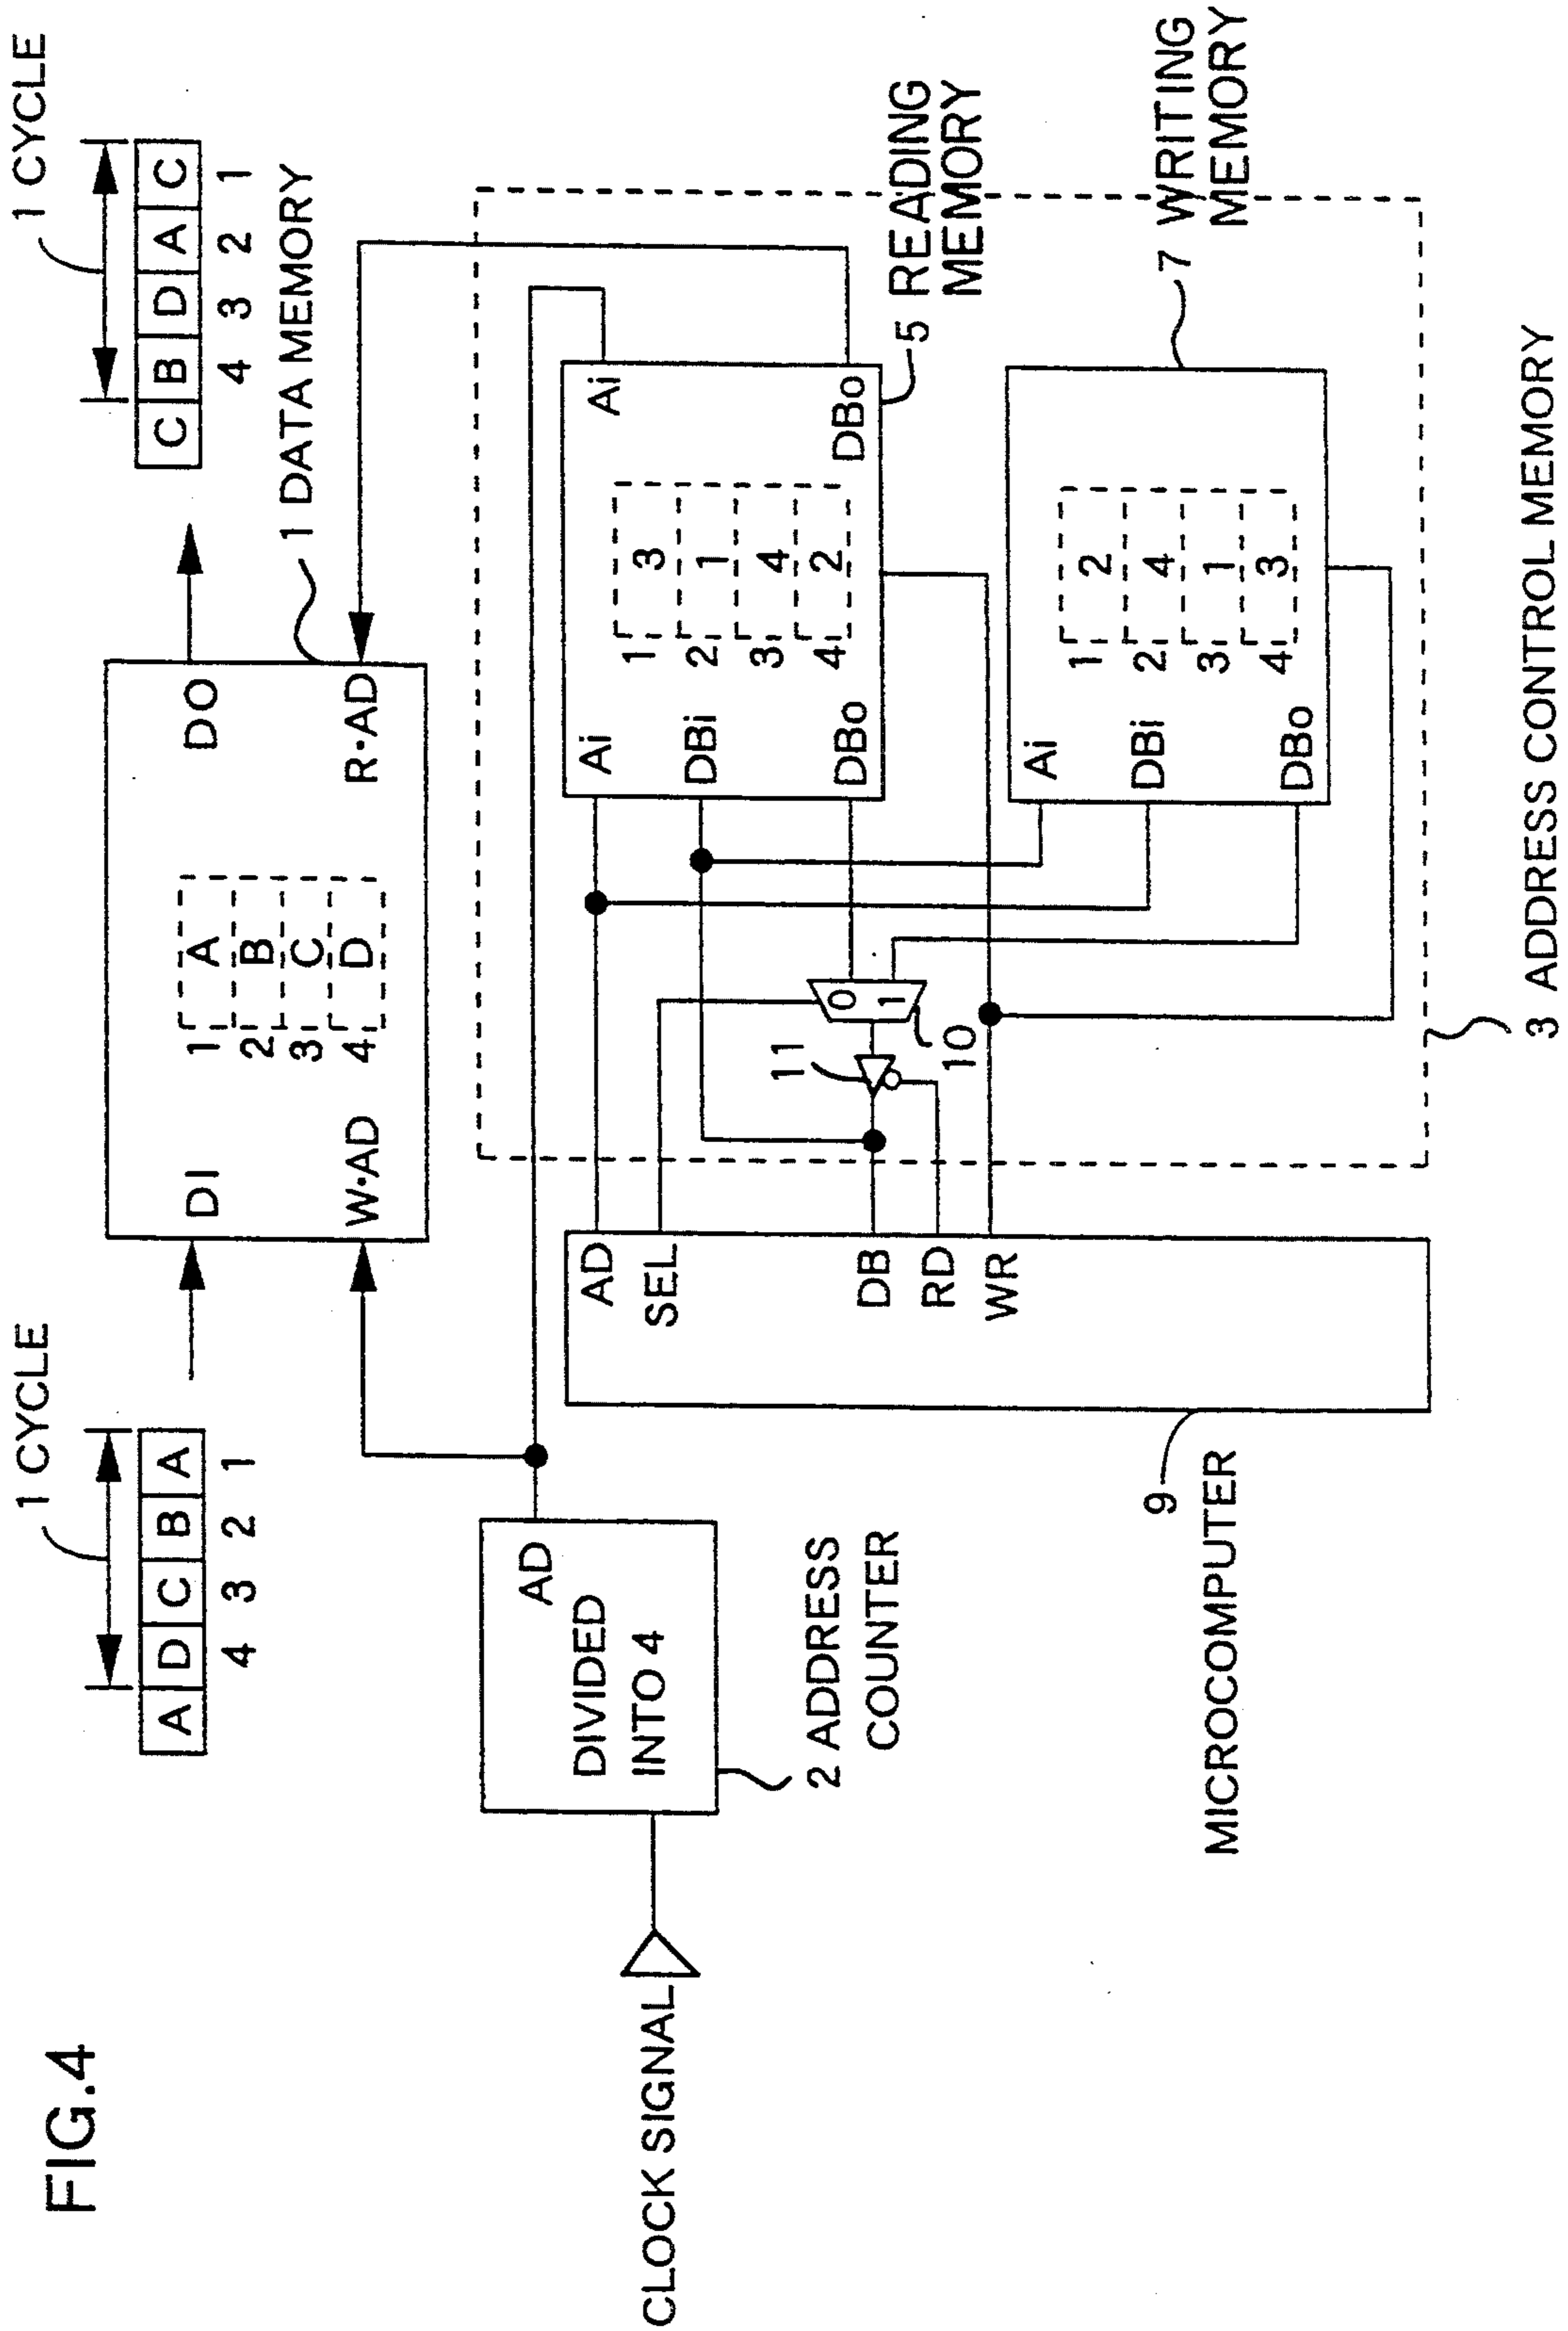 FIG.4
1 CYCLE
A D C B A
4 3 2 1
1 CYCLE
C B D A C
4 3 2 1
DI
W·AD
1 A
2 B
3 C
4 D
DO
R·AD
1 DATA MEMORY
CLOCK SIGNAL
AD
DIVIDED
INTO 4
2 ADDRESS
COUNTER
AD
SEL
DB
RD
WR
9
MICROCOMPUTER
11
0
1
10
Ai
DBi
DBo
1 3
2 1
3 4
4 2
Ai
DBo
5 READING
MEMORY
Ai
DBi
DBo
1 2
2 4
3 1
4 3
7 WRITING
MEMORY
3 ADDRESS CONTROL MEMORY